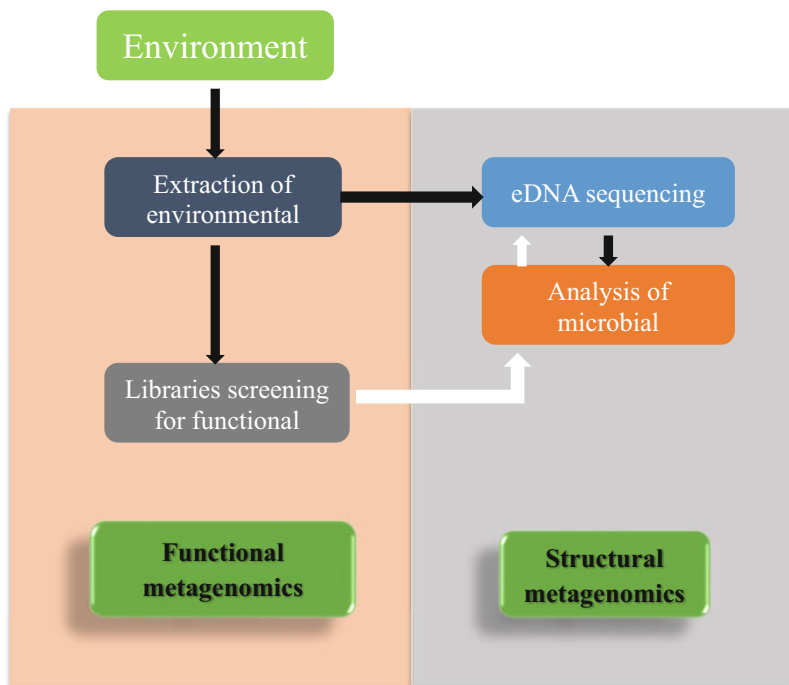 Environment
Extraction of
environmental
eDNA sequencing
Analysis of
microbial
Libraries screening
for functional
Functional
metagenomics
Structural
metagenomics